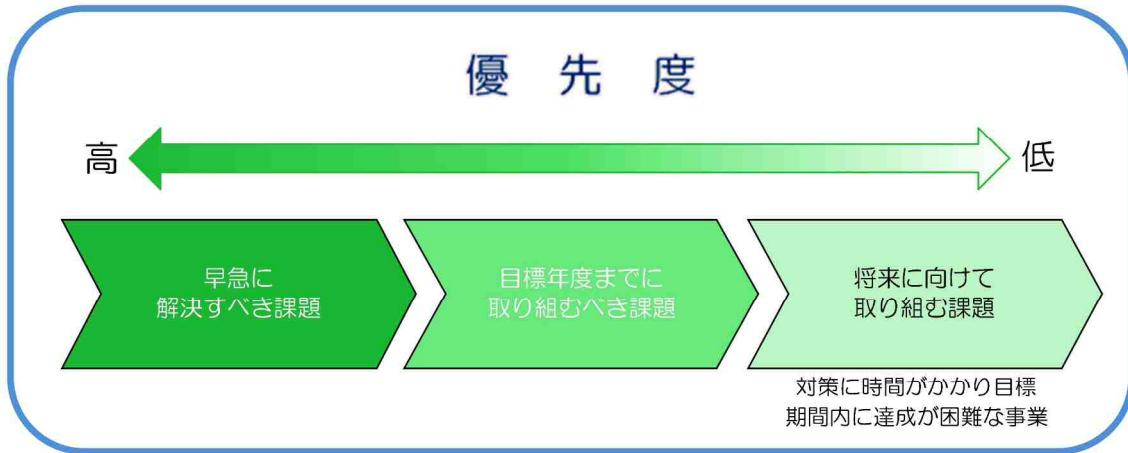 優先度
高
低
早急に
解決すべき課題
目標年度までに
取り組むべき課題
将来に向けて
取り組む課題
対策に時間がかかり目標
期間内に達成が困難な事業